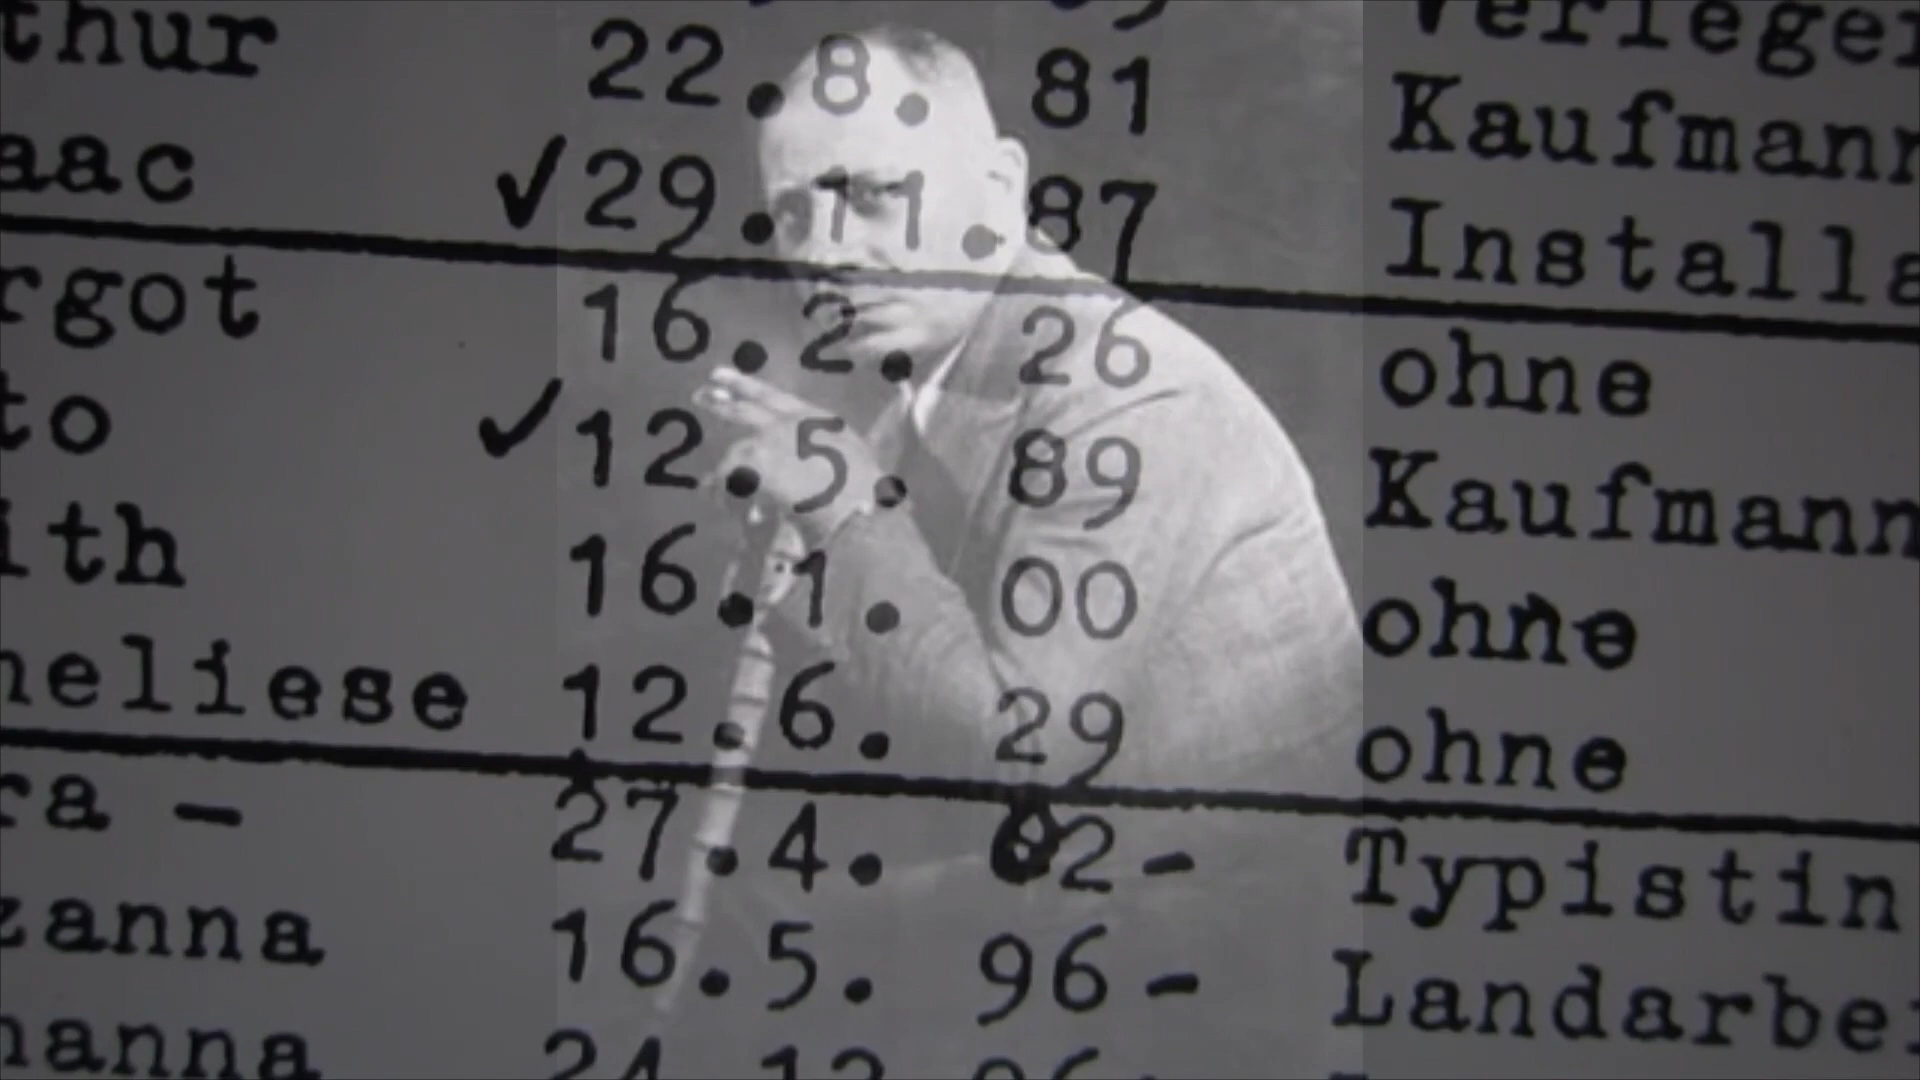 thur 22.8. 81 Kaufmann
aac ✓29.11.87 Installa
rgot 16.2. 26 ohne
to ✓12.5. 89 Kaufmann
ith 16.1. 00 ohne
neliese 12.6. 29 ohne
ra - 27.4. 02- Typistin
zanna 16.5. 96- Landarbei
hanna